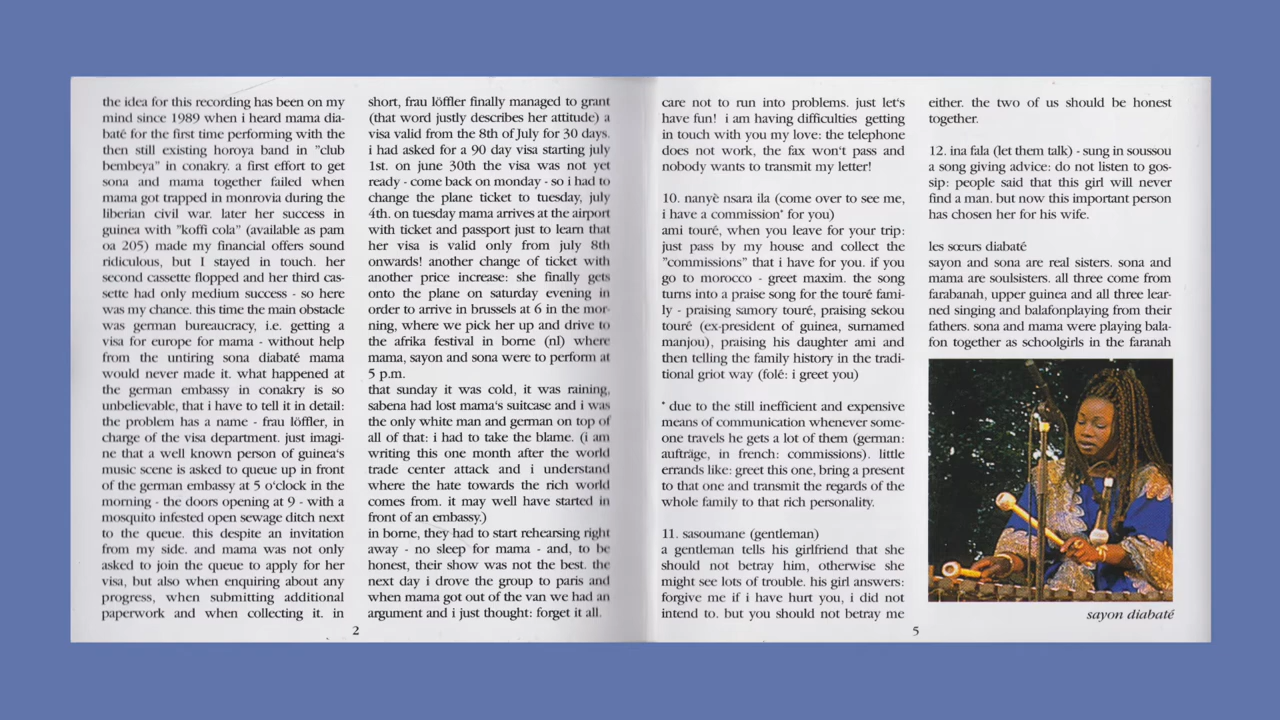 the idea for this recording has been on my
mind since 1989 when i heard mama dia-
baté for the first time performing with the
then still existing horoya band in "club
bembeya" in conakry. a first effort to get
sona and mama together failed when
mama got trapped in monrovia during the
liberian civil war. later her success in
guinea with "koffi cola" (available as pam
oa 205) made my financial offers sound
ridiculous, but I stayed in touch. her
second cassette flopped and her third cas-
sette had only medium success - so here
was my chance. this time the main obstacle
was german bureaucracy, i.e. getting a
visa for europe for mama - without help
from the untiring sona diabaté mama
would never made it. what happened at
the german embassy in conakry is so
unbelievable, that i have to tell it in detail:
the problem has a name - frau löffler, in
charge of the visa department. just imagi-
ne that a well known person of guinea's
music scene is asked to queue up in front
of the german embassy at 5 o'clock in the
morning - the doors opening at 9 - with a
mosquito infested open sewage ditch next
to the queue. this despite an invitation
from my side. and mama was not only
asked to join the queue to apply for her
visa, but also when enquiring about any
progress, when submitting additional
paperwork and when collecting it. in
2
short, frau löffler finally managed to grant
(that word justly describes her attitude) a
visa valid from the 8th of July for 30 days.
i had asked for a 90 day visa starting july
1st. on june 30th the visa was not yet
ready - come back on monday - so i had to
change the plane ticket to tuesday, july
4th. on tuesday mama arrives at the airport
with ticket and passport just to learn that
her visa is valid only from july 8th
onwards! another change of ticket with
another price increase: she finally gets
onto the plane on saturday evening in
order to arrive in brussels at 6 in the mor-
ning, where we pick her up and drive to
the afrika festival in borne (nl) where
mama, sayon and sona were to perform at
5 p.m.
that sunday it was cold, it was raining,
sabena had lost mama's suitcase and i was
the only white man and german on top of
all of that: i had to take the blame. (i am
writing this one month after the world
trade center attack and i understand
where the hate towards the rich world
comes from. it may well have started in
front of an embassy.)
in borne, they had to start rehearsing right
away - no sleep for mama - and, to be
honest, their show was not the best. the
next day i drove the group to paris and
when mama got out of the van we had an
argument and i just thought: forget it all.
care not to run into problems. just let's
have fun! i am having difficulties getting
in touch with you my love: the telephone
does not work, the fax won't pass and
nobody wants to transmit my letter!
10. nanyè nsara ila (come over to see me,
i have a commission* for you)
ami touré, when you leave for your trip:
just pass by my house and collect the
"commissions" that i have for you. if you
go to morocco - greet maxim. the song
turns into a praise song for the touré fami-
ly - praising samory touré, praising sekou
touré (ex-president of guinea, surnamed
manjou), praising his daughter ami and
then telling the family history in the tradi-
tional griot way (folé: i greet you)
* due to the still inefficient and expensive
means of communication whenever some-
one travels he gets a lot of them (german:
aufträge, in french: commissions). little
errands like: greet this one, bring a present
to that one and transmit the regards of the
whole family to that rich personality.
11. sasoumane (gentleman)
a gentleman tells his girlfriend that she
should not betray him, otherwise she
might see lots of trouble. his girl answers:
forgive me if i have hurt you, i did not
intend to. but you should not betray me
5
either. the two of us should be honest
together.
12. ina fala (let them talk) - sung in soussou
a song giving advice: do not listen to gos-
sip: people said that this girl will never
find a man. but now this important person
has chosen her for his wife.
les sœurs diabaté
sayon and sona are real sisters. sona and
mama are soulsisters. all three come from
farabanah, upper guinea and all three lear-
ned singing and balafonplaying from their
fathers. sona and mama were playing bala-
fon together as schoolgirls in the faranah
sayon diabaté